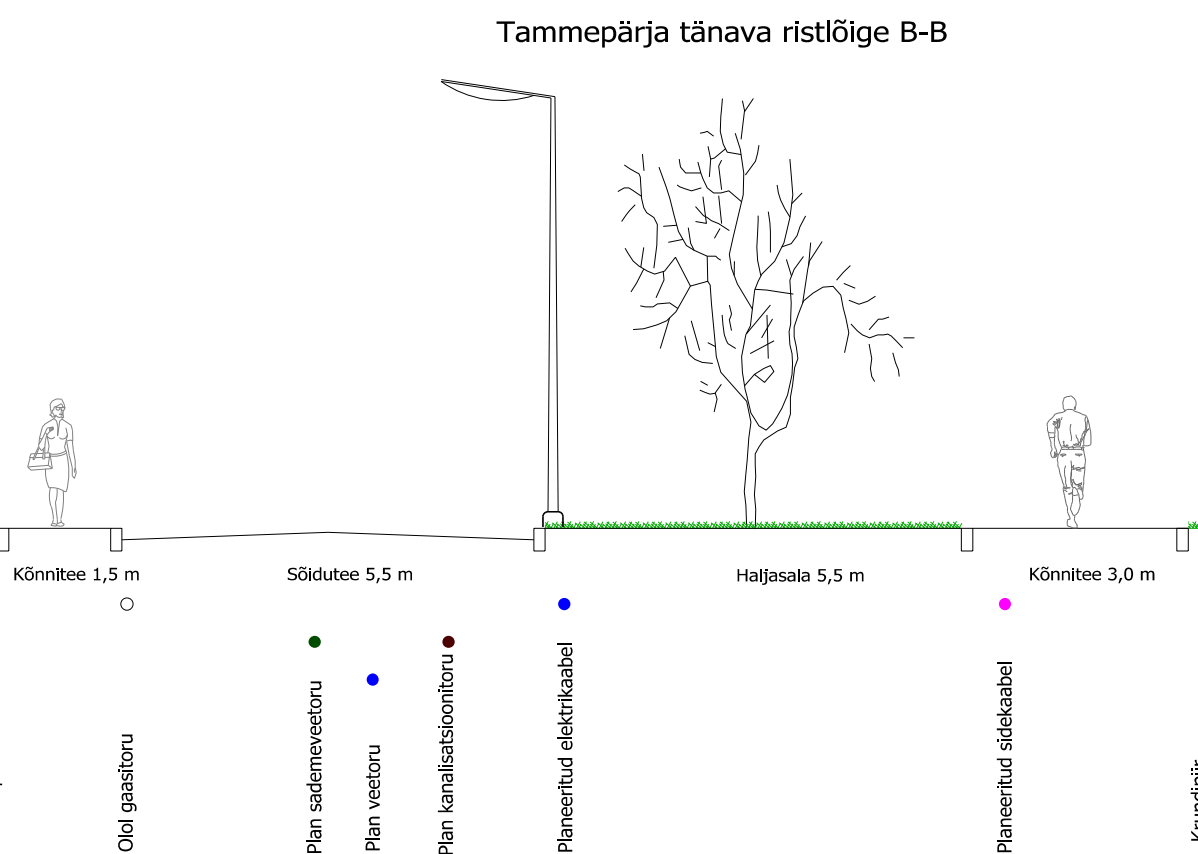 Tammepärja tänava ristlõige B-B
Kõnnitee 1,5 m
Sõidutee 5,5 m
Haljasala 5,5 m
Kõnnitee 3,0 m
Olol gaasitoru
Plan sademeveetoru
Plan veetoru
Plan kanalisatsioonitoru
Planeeritud elektrikaabel
Planeeritud sidekaabel